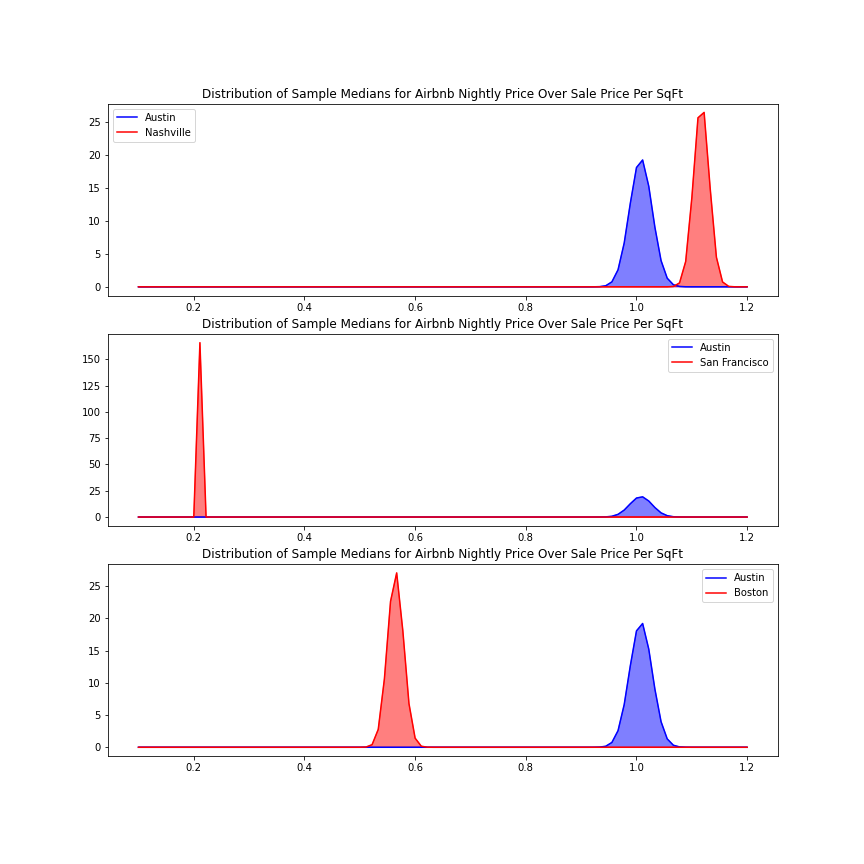 Distribution of Sample Medians for Airbnb Nightly Price Over Sale Price Per SqFt
Austin
Nashville
25
20
15
10
5
0
0.2 0.4 0.6 0.8 1.0 1.2
Distribution of Sample Medians for Airbnb Nightly Price Over Sale Price Per SqFt
Austin
San Francisco
150
125
100
75
50
25
0
0.2 0.4 0.6 0.8 1.0 1.2
Distribution of Sample Medians for Airbnb Nightly Price Over Sale Price Per SqFt
Austin
Boston
25
20
15
10
5
0
0.2 0.4 0.6 0.8 1.0 1.2